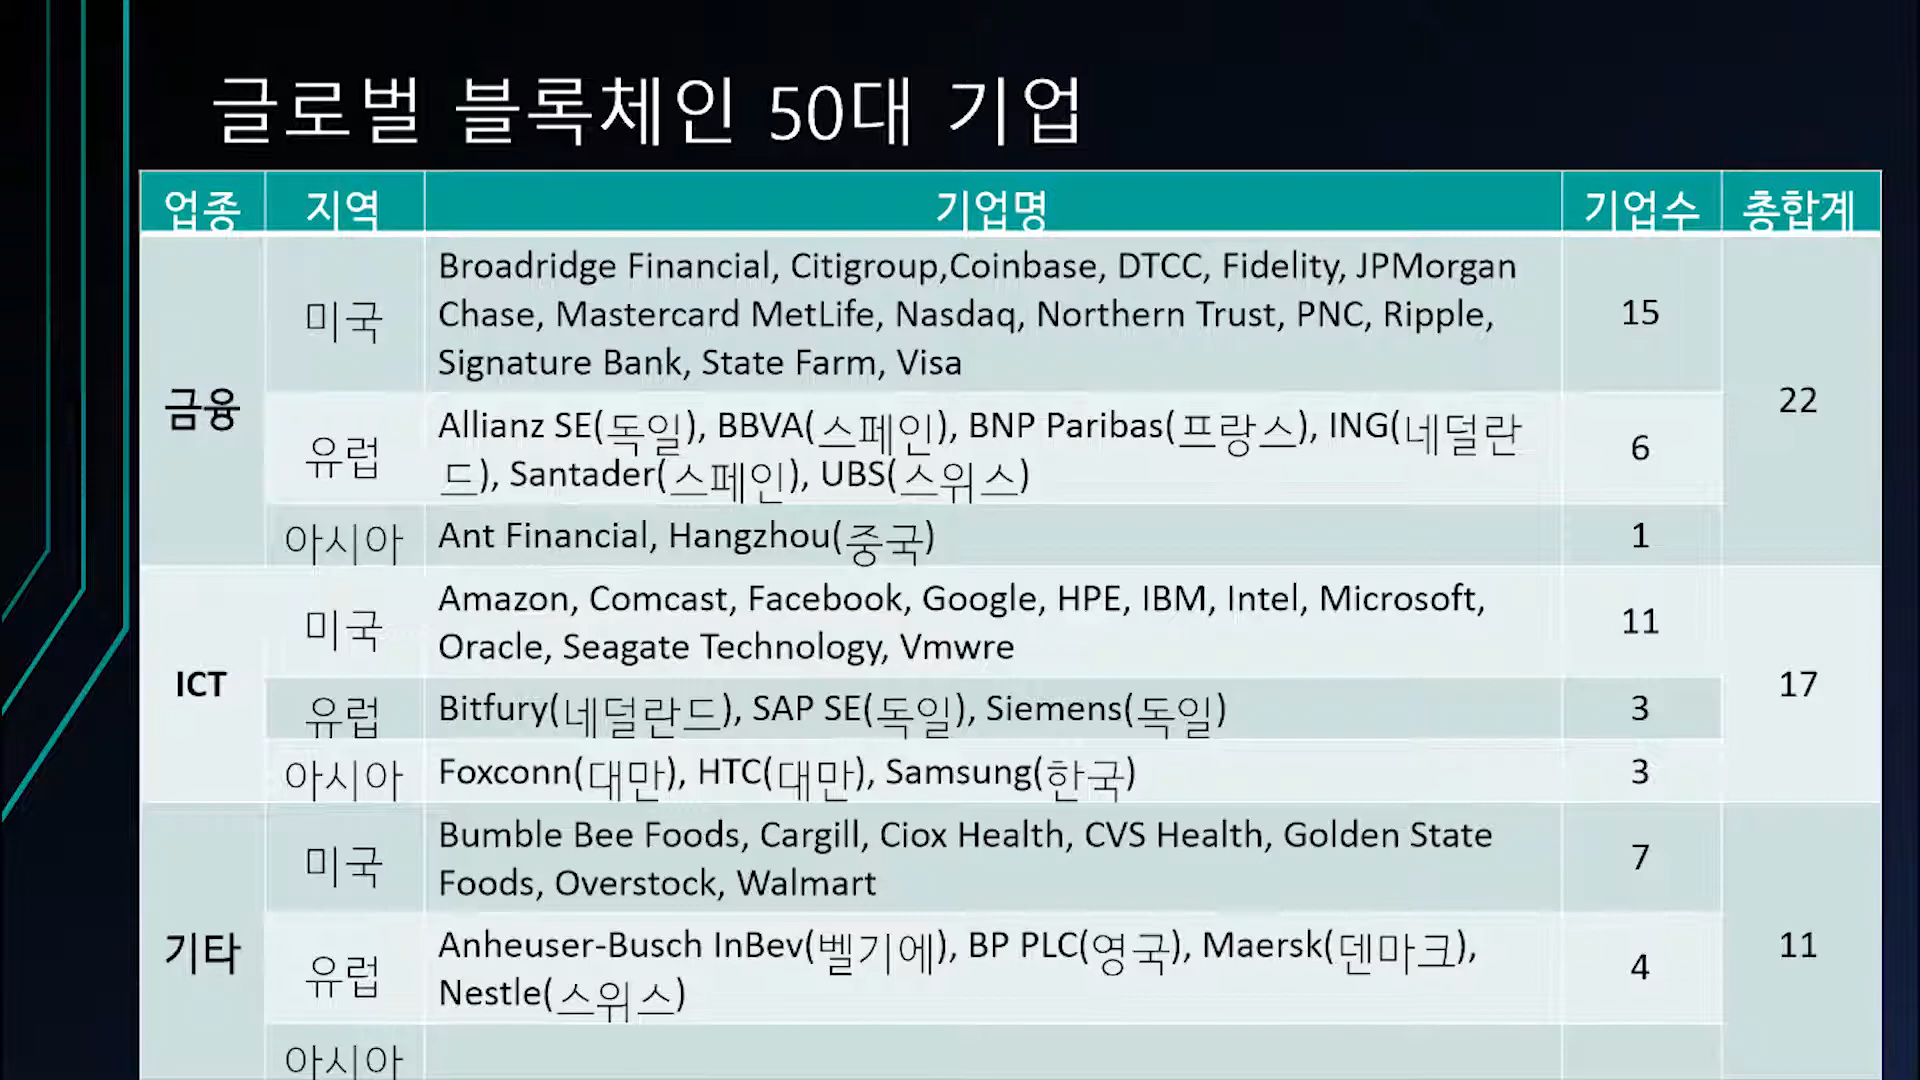 글로벌 블록체인 50대 기업
업종 지역 기업명 기업수 총합계
금융
미국
Broadridge Financial, Citigroup,Coinbase, DTCC, Fidelity, JPMorgan
Chase, Mastercard MetLife, Nasdaq, Northern Trust, PNC, Ripple,
Signature Bank, State Farm, Visa
15
22
유럽
Allianz SE(독일), BBVA(스페인), BNP Paribas(프랑스), ING(네덜란
드), Santader(스페인), UBS(스위스)
6
아시아
Ant Financial, Hangzhou(중국)
1
ICT
미국
Amazon, Comcast, Facebook, Google, HPE, IBM, Intel, Microsoft,
Oracle, Seagate Technology, Vmwre
11
17
유럽
Bitfury(네덜란드), SAP SE(독일), Siemens(독일)
3
아시아
Foxconn(대만), HTC(대만), Samsung(한국)
3
기타
미국
Bumble Bee Foods, Cargill, Ciox Health, CVS Health, Golden State
Foods, Overstock, Walmart
7
11
유럽
Anheuser-Busch InBev(벨기에), BP PLC(영국), Maersk(덴마크),
Nestle(스위스)
4
아시아